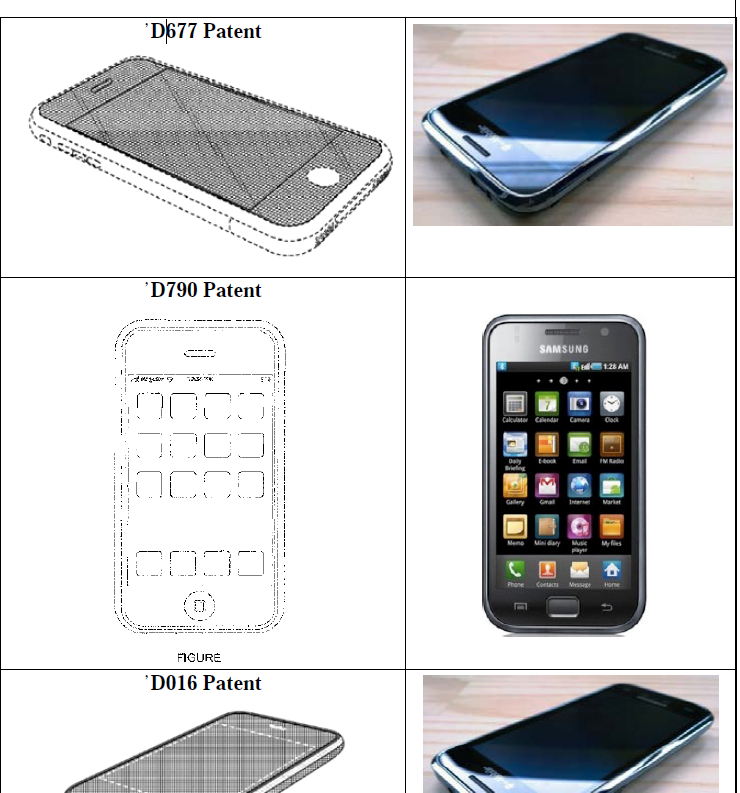 'D677 Patent
'D790 Patent
SAMSUNG
1:28 AM
Calculator Calendar Camera Clock
7
Daily Briefing E-book Email FM Radio
Gallery Gmail Internet Market
Memo Mini diary Music player My files
Phone Contacts Message Home
FIGURE
'D016 Patent